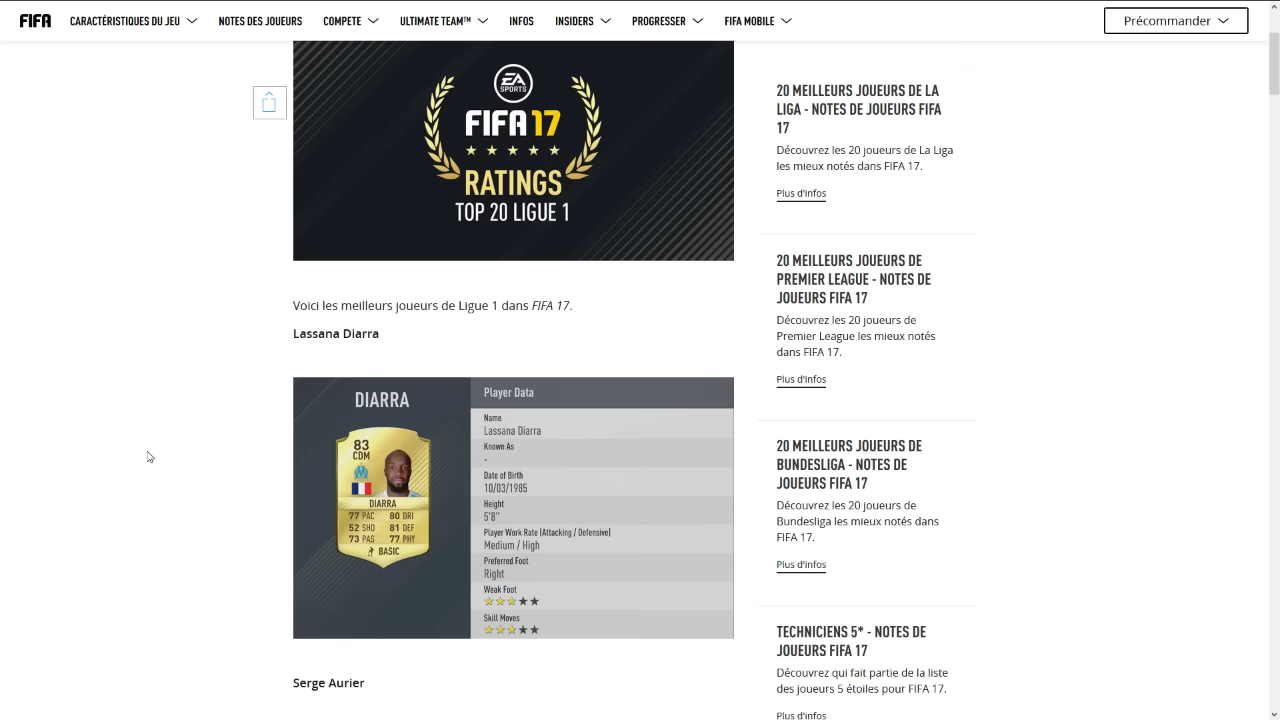 FIFA CARACTÉRISTIQUES DU JEU NOTES DES JOUEURS COMPETE ULTIMATE TEAM™ INFOS INSIDERS PROGRESSER FIFA MOBILE Précommander
EA
SPORTS
FIFA 17
RATINGS
TOP 20 LIGUE 1
Voici les meilleurs joueurs de Ligue 1 dans FIFA 17.
Lassana Diarra
DIARRA
83
CDM
DIARRA
77 PAC 80 DRI
52 SHO 81 DEF
73 PAS 77 PHY
BASIC
Player Data
Name
Lassana Diarra
Known As
-
Date of Birth
10/03/1985
Height
5'8"
Player Work Rate (Attacking / Defensive)
Medium / High
Preferred Foot
Right
Weak Foot
Skill Moves
Serge Aurier
20 MEILLEURS JOUEURS DE LA
LIGA - NOTES DE JOUEURS FIFA
17
Découvrez les 20 joueurs de La Liga
les mieux notés dans FIFA 17.
Plus d'infos
20 MEILLEURS JOUEURS DE
PREMIER LEAGUE - NOTES DE
JOUEURS FIFA 17
Découvrez les 20 joueurs de
Premier League les mieux notés
dans FIFA 17.
Plus d'infos
20 MEILLEURS JOUEURS DE
BUNDESLIGA - NOTES DE
JOUEURS FIFA 17
Découvrez les 20 joueurs de
Bundesliga les mieux notés dans
FIFA 17.
Plus d'infos
TECHNICIENS 5* - NOTES DE
JOUEURS FIFA 17
Découvrez qui fait partie de la liste
des joueurs 5 étoiles pour FIFA 17.
Plus d'infos